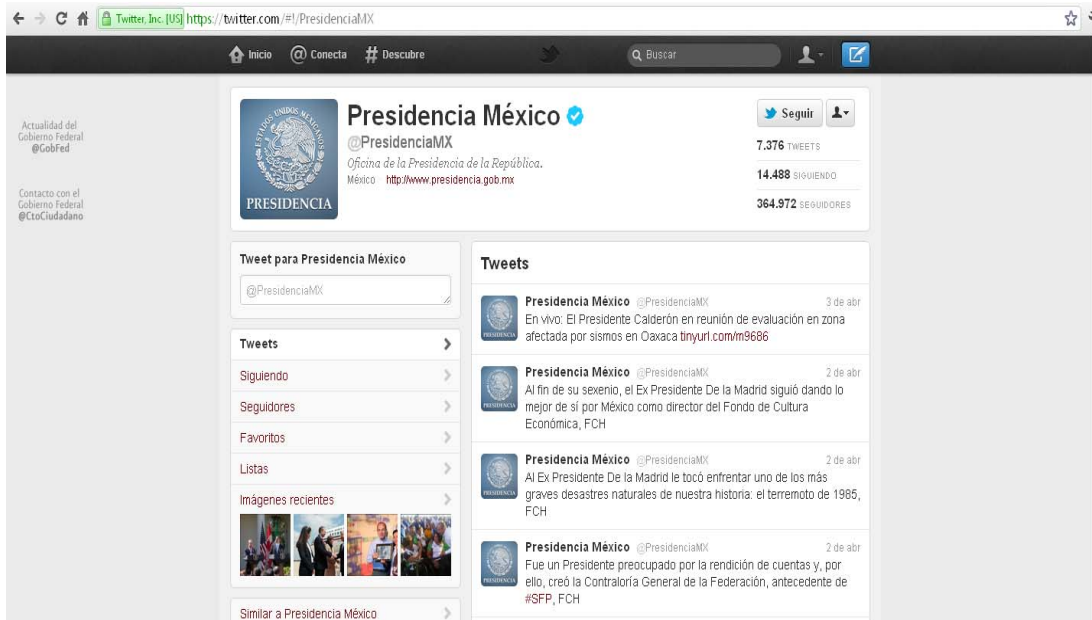 Twitter, Inc. [US] https://twitter.com/#!/PresidenciaMX
Inicio @ Conecta # Descubre Buscar
Actualidad del
Gobierno Federal
@GobFed
Contacto con el
Gobierno Federal
@CtoCiudadano
ESTADOS UNIDOS MEXICANOS
PRESIDENCIA
Presidencia México
@PresidenciaMX
Oficina de la Presidencia de la República.
México http://www.presidencia.gob.mx
Seguir
7.376 TWEETS
14.488 SIGUIENDO
364.972 SEGUIDORES
Tweet para Presidencia México
@PresidenciaMX
Tweets
Siguiendo
Seguidores
Favoritos
Listas
Imágenes recientes
Similar a Presidencia México
Tweets
Presidencia México @PresidenciaMX 3 de abr
En vivo: El Presidente Calderón en reunión de evaluación en zona
afectada por sismos en Oaxaca tinyurl.com/m9686
Presidencia México @PresidenciaMX 2 de abr
Al fin de su sexenio, el Ex Presidente De la Madrid siguió dando lo
mejor de sí por México como director del Fondo de Cultura
Económica, FCH
Presidencia México @PresidenciaMX 2 de abr
Al Ex Presidente De la Madrid le tocó enfrentar uno de los más
graves desastres naturales de nuestra historia: el terremoto de 1985,
FCH
Presidencia México @PresidenciaMX 2 de abr
Fue un Presidente preocupado por la rendición de cuentas y, por
ello, creó la Contraloría General de la Federación, antecedente de
#SFP, FCH